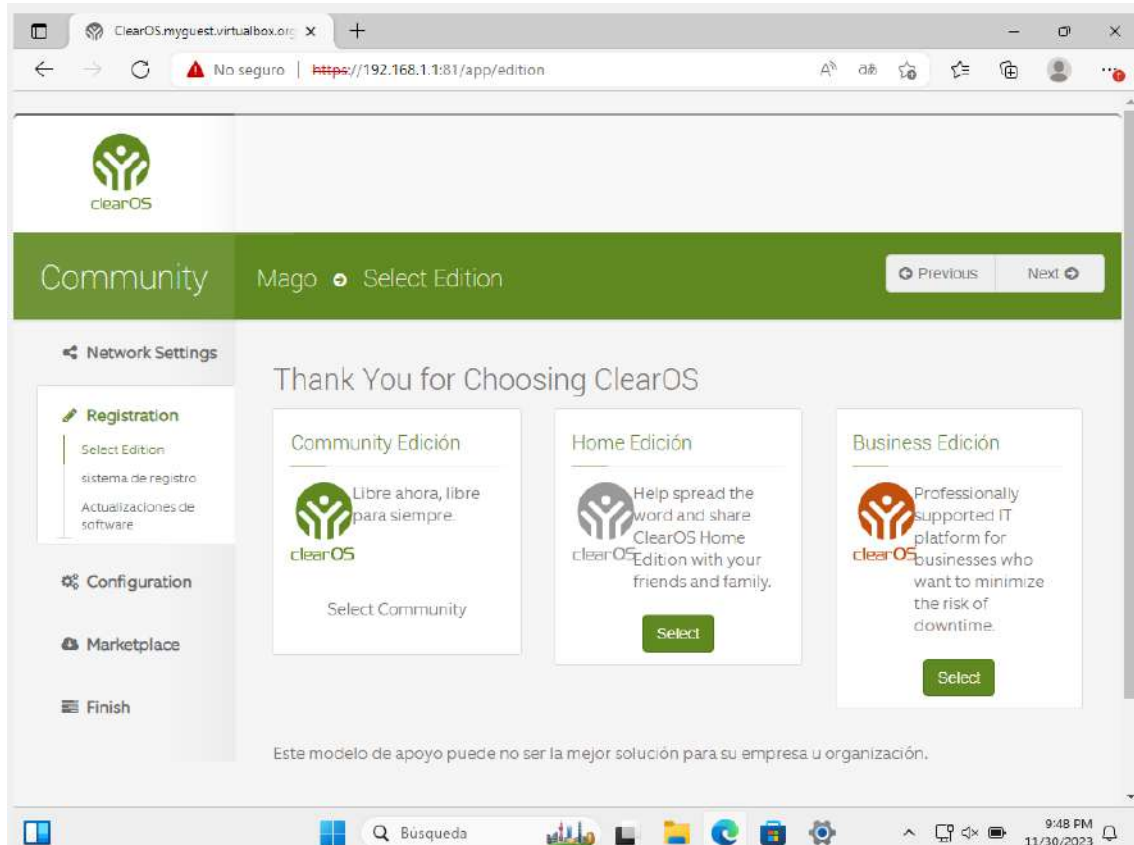 ClearOS.myguest.virtualbox.org
No seguro
https://192.168.1.1:81/app/edition
clearOS
Community
Mago
Select Edition
Previous
Next
Network Settings
Registration
Select Edition
sistema de registro
Actualizaciones de
software
Configuration
Marketplace
Finish
Thank You for Choosing ClearOS
Community Edición
Libre ahora, libre
para siempre.
clearOS
Select Community
Home Edición
Help spread the
word and share
ClearOS Home
Edition with your
friends and family.
clearOS
Select
Business Edición
Professionally
supported IT
platform for
businesses who
want to minimize
the risk of
downtime.
clearOS
Select
Este modelo de apoyo puede no ser la mejor solución para su empresa u organización.
Búsqueda
9:48 PM
11/30/2023